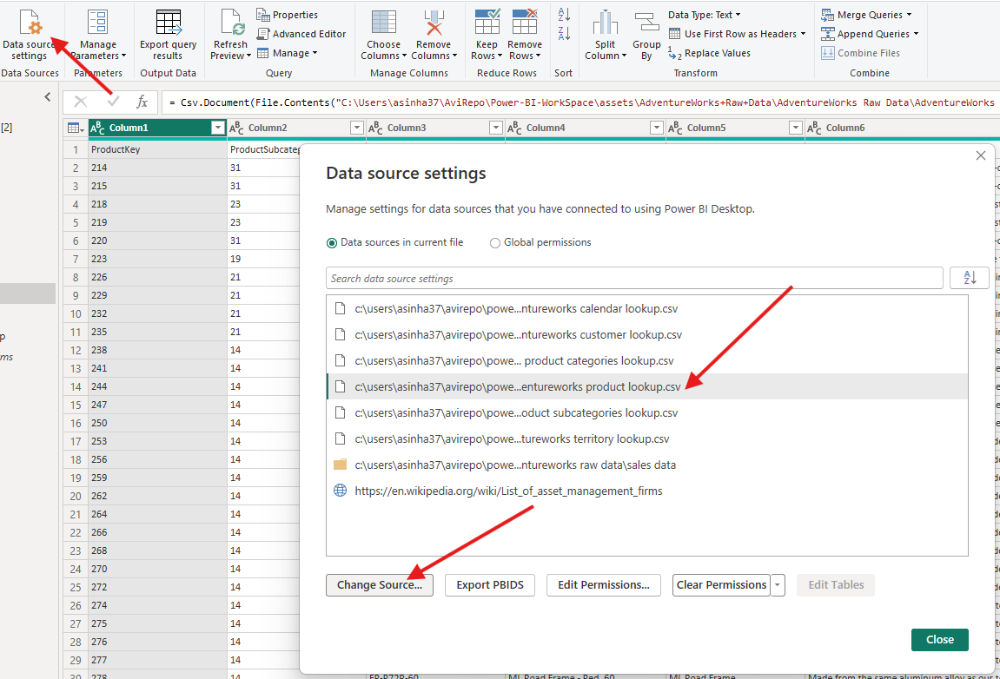 Data source settings
Manage Parameters
Export query results
Refresh Preview
Properties
Advanced Editor
Manage
Choose Columns
Remove Columns
Keep Rows
Remove Rows
Split Column
Group By
Data Type: Text
Use First Row as Headers
Replace Values
Merge Queries
Append Queries
Combine Files
Data Sources
Parameters
Output Data
Query
Manage Columns
Reduce Rows
Sort
Transform
Combine
fx
= Csv.Document(File.Contents("C:\Users\asinha37\AviRepo\Power-BI-WorkSpace\assets\AdventureWorks+Raw+Data\AdventureWorks Raw Data\AdventureWorks
[2]
Column1
Column2
Column3
Column4
Column5
Column6
1 ProductKey
2 214 31
3 215 31
4 218 23
5 219 23
6 220 31
7 223 19
8 226 21
9 229 21
10 232 21
11 235 21
12 238 14
13 241 14
14 244 14
15 247 14
16 250 14
17 253 14
18 256 14
19 259 14
20 262 14
21 264 14
22 266 14
23 268 14
24 270 14
25 272 14
26 274 14
27 275 14
28 276 14
29 277 14
30 278 14 FR-R72R-60 ML Road Frame - Red, 60 ML Road Frame Made from the same aluminum alloy as our
Data source settings
Manage settings for data sources that you have connected to using Power BI Desktop.
Data sources in current file
Global permissions
Search data source settings
c:\users\asinha37\avirepo\powe...ntureworks calendar lookup.csv
c:\users\asinha37\avirepo\powe...ntureworks customer lookup.csv
c:\users\asinha37\avirepo\powe... product categories lookup.csv
c:\users\asinha37\avirepo\powe...entureworks product lookup.csv
c:\users\asinha37\avirepo\powe...oduct subcategories lookup.csv
c:\users\asinha37\avirepo\powe...tureworks territory lookup.csv
c:\users\asinha37\avirepo\powe...ntureworks raw data\sales data
https://en.wikipedia.org/wiki/List_of_asset_management_firms
Change Source...
Export PBIDS
Edit Permissions...
Clear Permissions
Edit Tables
Close